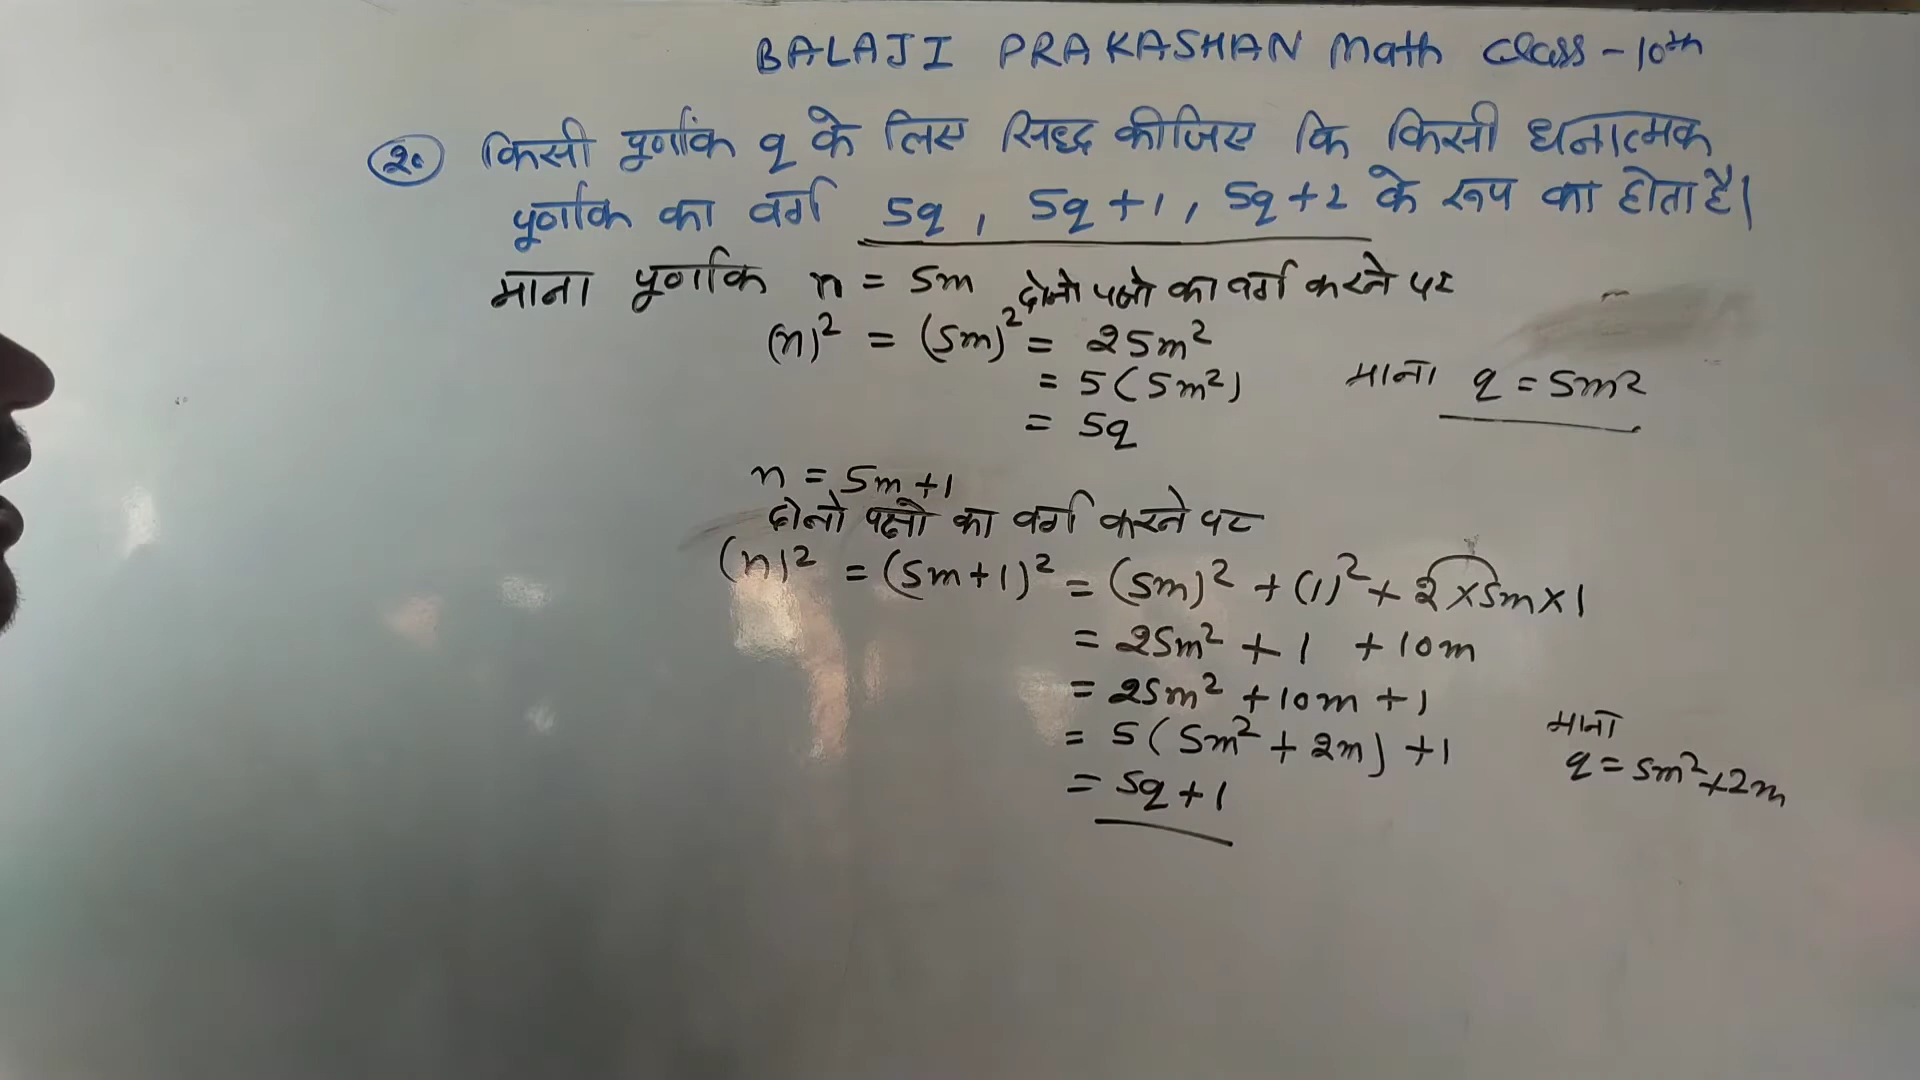 BALAJI PRAKASHAN Math Class - 10th
2. किसी पूर्णांक q के लिए सिद्ध कीजिए कि किसी धनात्मक
पूर्णांक का वर्ग 5q, 5q+1, 5q+2 के रूप का होता है।
माना पूर्णांक n = 5m दोनो पक्षो का वर्ग करने पर
(n)² = (5m)² = 25m²
= 5(5m²) माना q = 5m²
= 5q
n = 5m+1
दोनो पक्षो का वर्ग करने पर
(n)² = (5m+1)² = (5m)² + (1)² + 2×5m×1
= 25m² + 1 + 10m
= 25m² + 10m + 1
= 5(5m² + 2m) + 1 माना
= 5q + 1 q = 5m²+2m